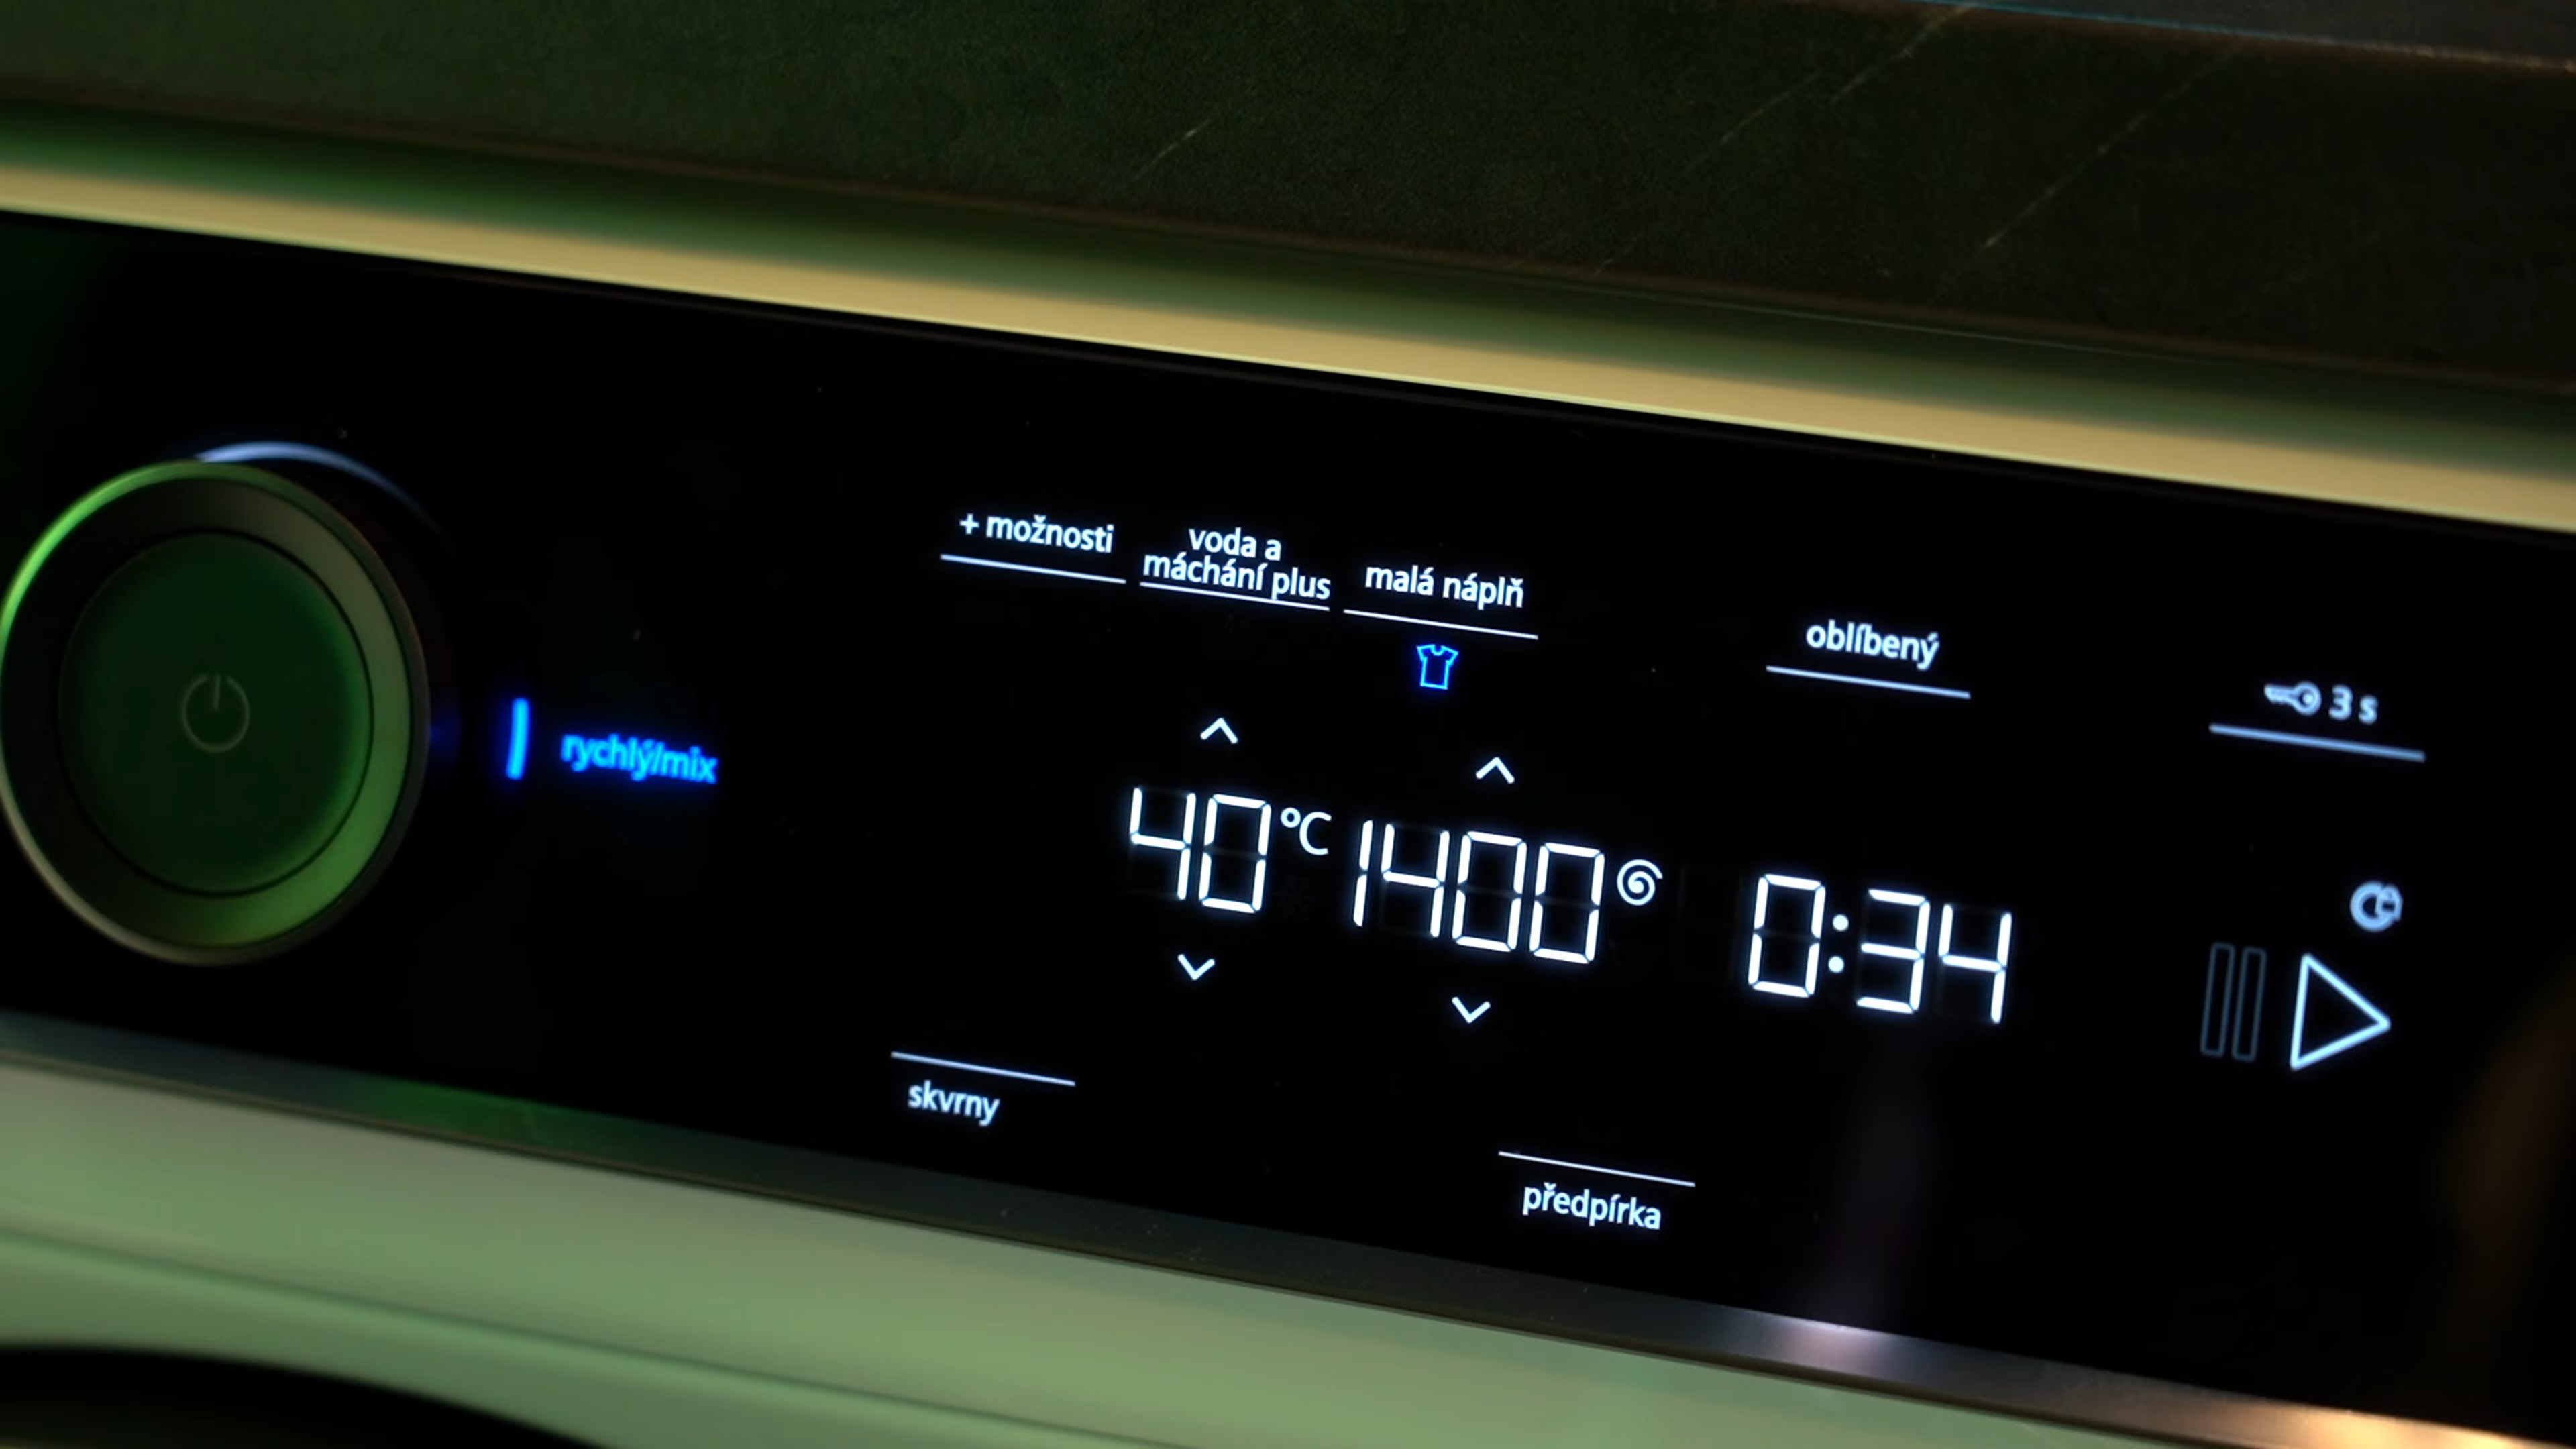 + možnosti
voda a
máchání plus
malá náplň
oblíbený
3 s
rychlý/mix
40 °C
1400
0:34
skvrny
předpírka